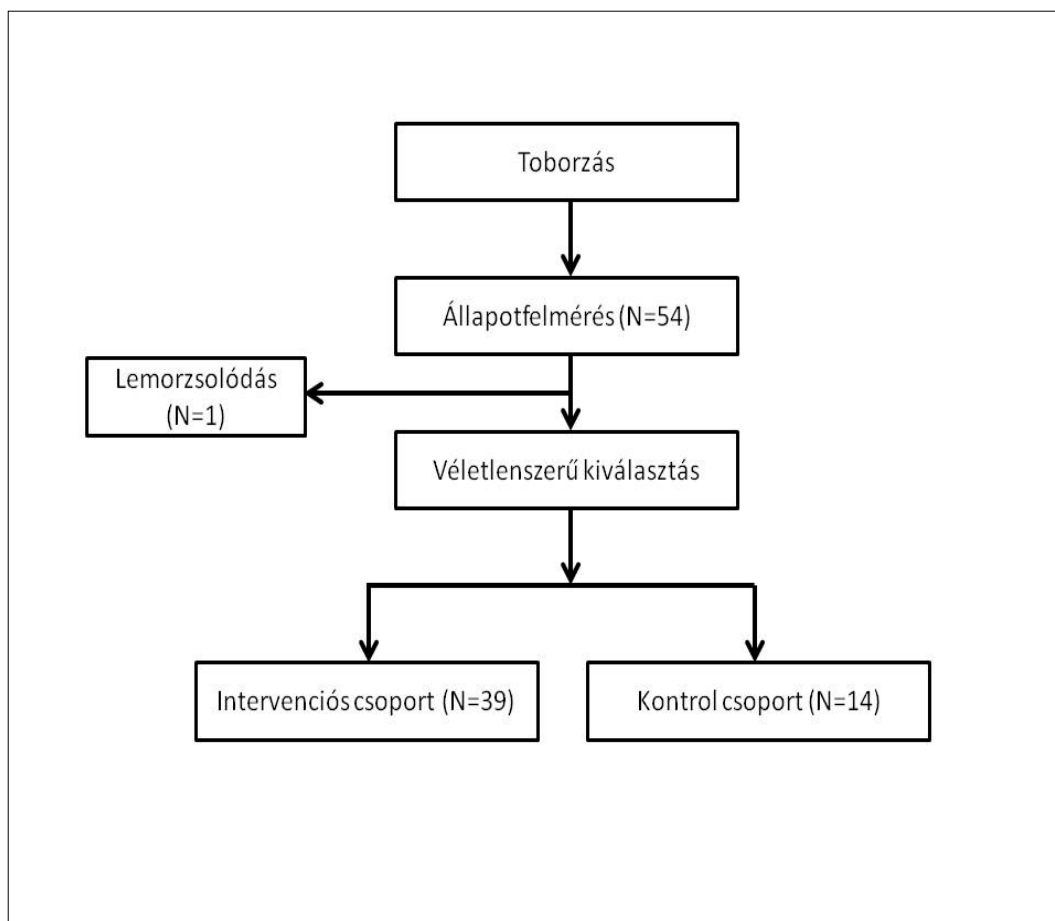 Toborzás
Állapotfelmérés (N=54)
Lemorzsolódás
(N=1)
Véletlenszerű kiválasztás
Intervenciós csoport (N=39)
Kontrol csoport (N=14)